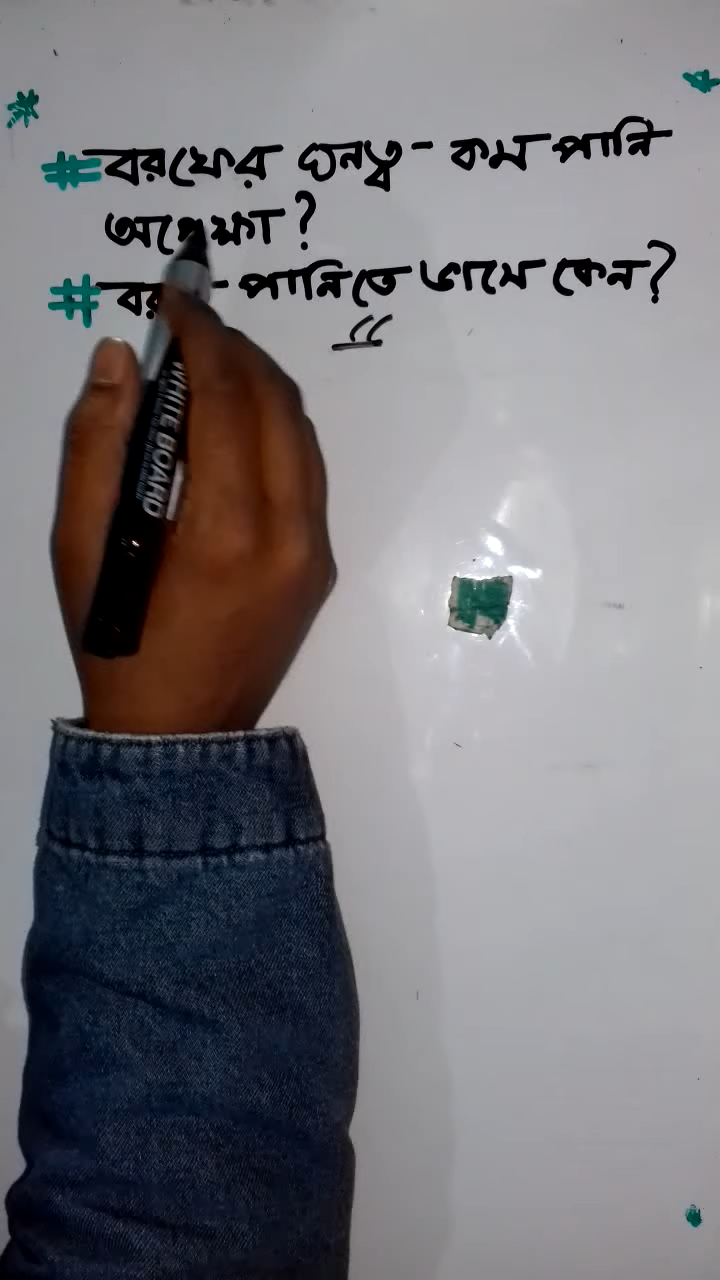 # বরফের ঘনত্ব - কম পানি
অপেক্ষা ?
# বর - পানিতে ভাসে কেন ?
WHITE BOARD